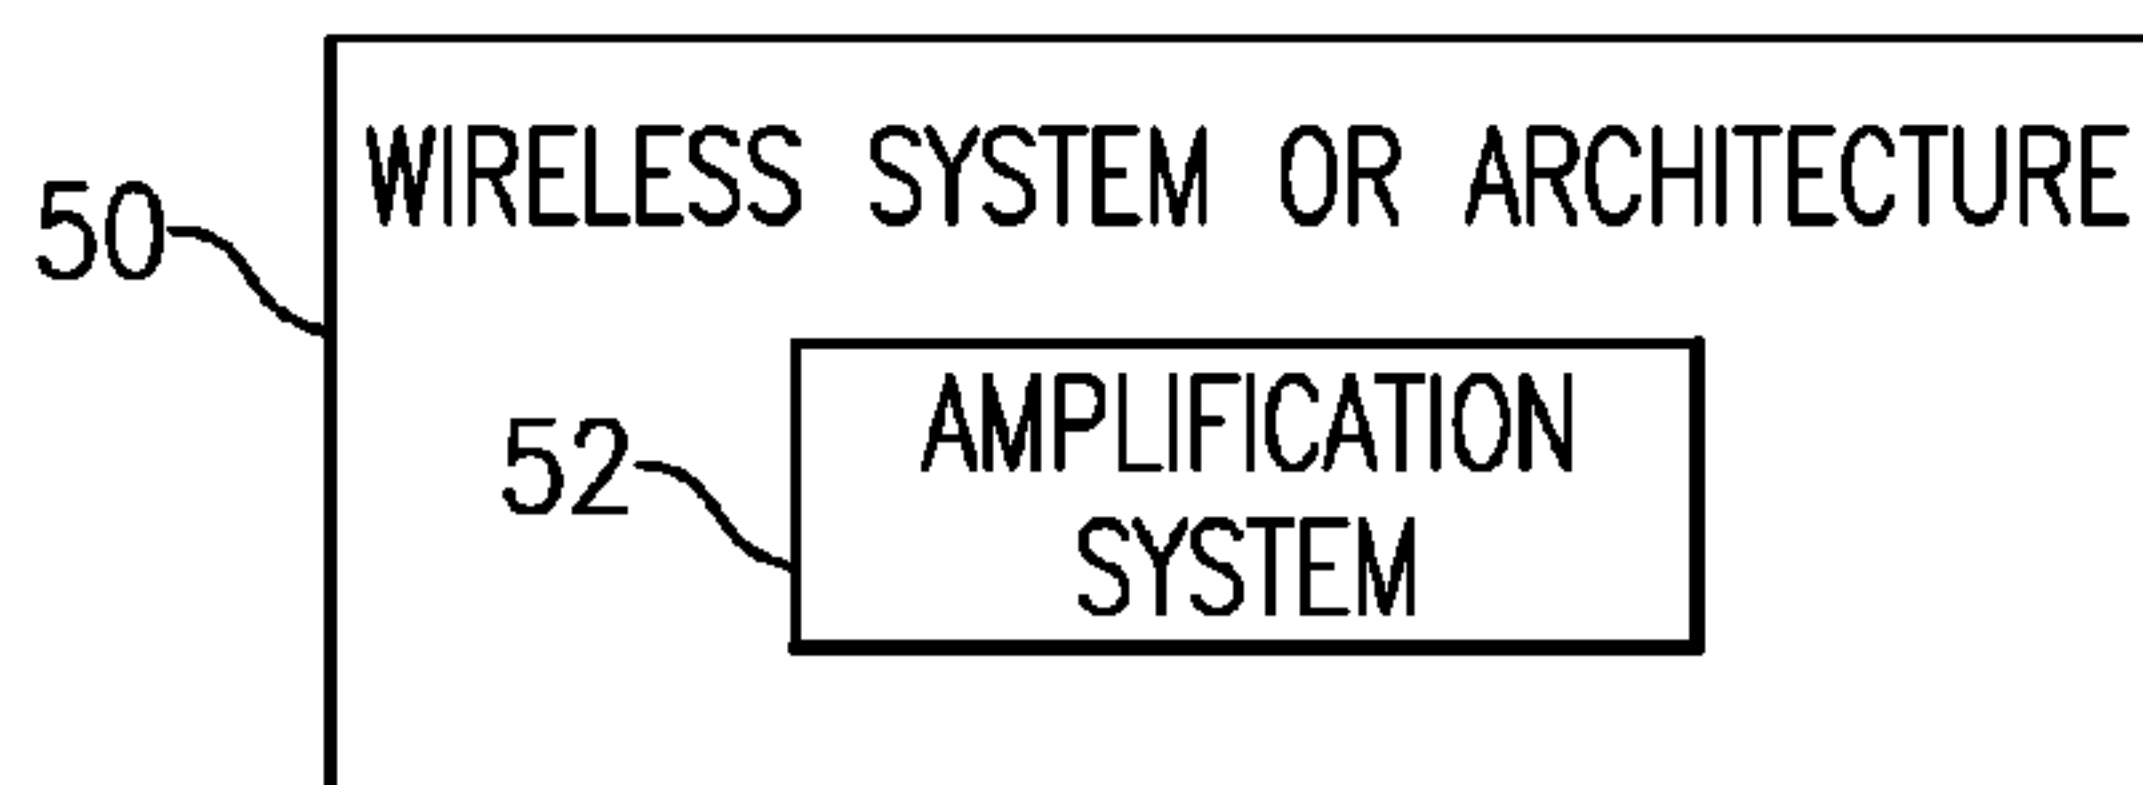 WIRELESS SYSTEM OR ARCHITECTURE
50
AMPLIFICATION
52
SYSTEM